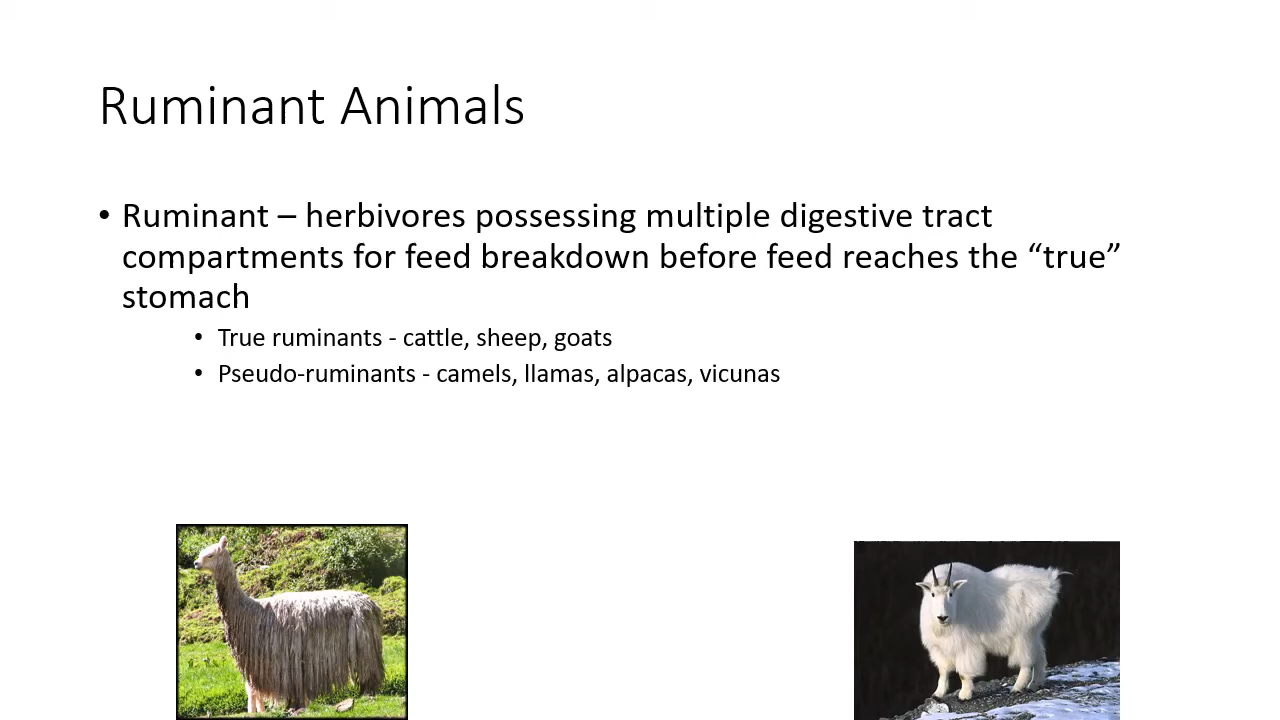 Ruminant Animals
• Ruminant – herbivores possessing multiple digestive tract
compartments for feed breakdown before feed reaches the “true”
stomach
• True ruminants - cattle, sheep, goats
• Pseudo-ruminants - camels, llamas, alpacas, vicunas